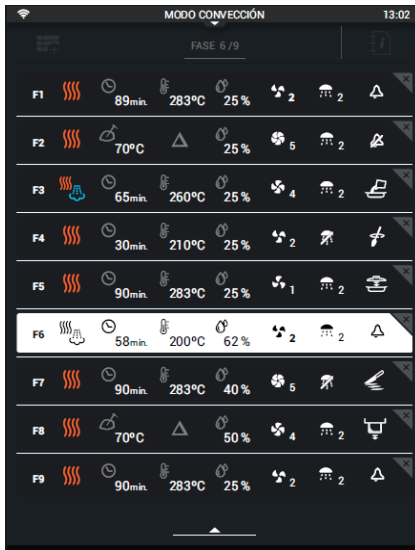 MODO CONVECCIÓN 13:02
FASE 6/9
F1 89min. 283ºC 25% 2 2
F2 70ºC 25% 5 2
F3 65min. 260ºC 25% 4 2
F4 30min. 210ºC 25% 2
F5 90min. 283ºC 25% 1 2
F6 58min. 200ºC 62% 2 2
F7 90min. 283ºC 40% 5
F8 70ºC 50% 4 2
F9 90min. 283ºC 25% 2 2